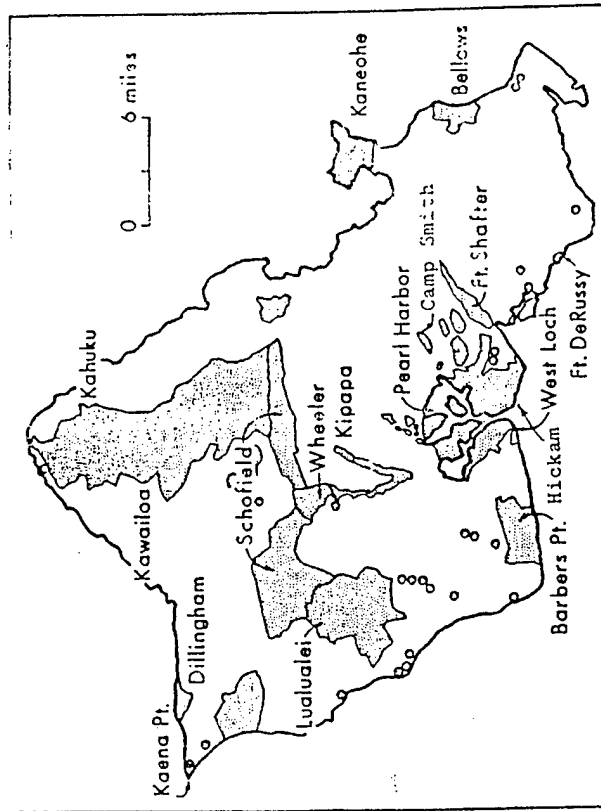 Kaena Pt.
Dillingham
Kawailoa
Kahuku
0 6 miles
Kaneohe
Bellows
Schofield
Wheeler
Kipapa
Lualualei
Pearl Harbor
Camp Smith
Ft. Shafter
Barbers Pt.
Hickam
West Loch
Ft. DeRussy